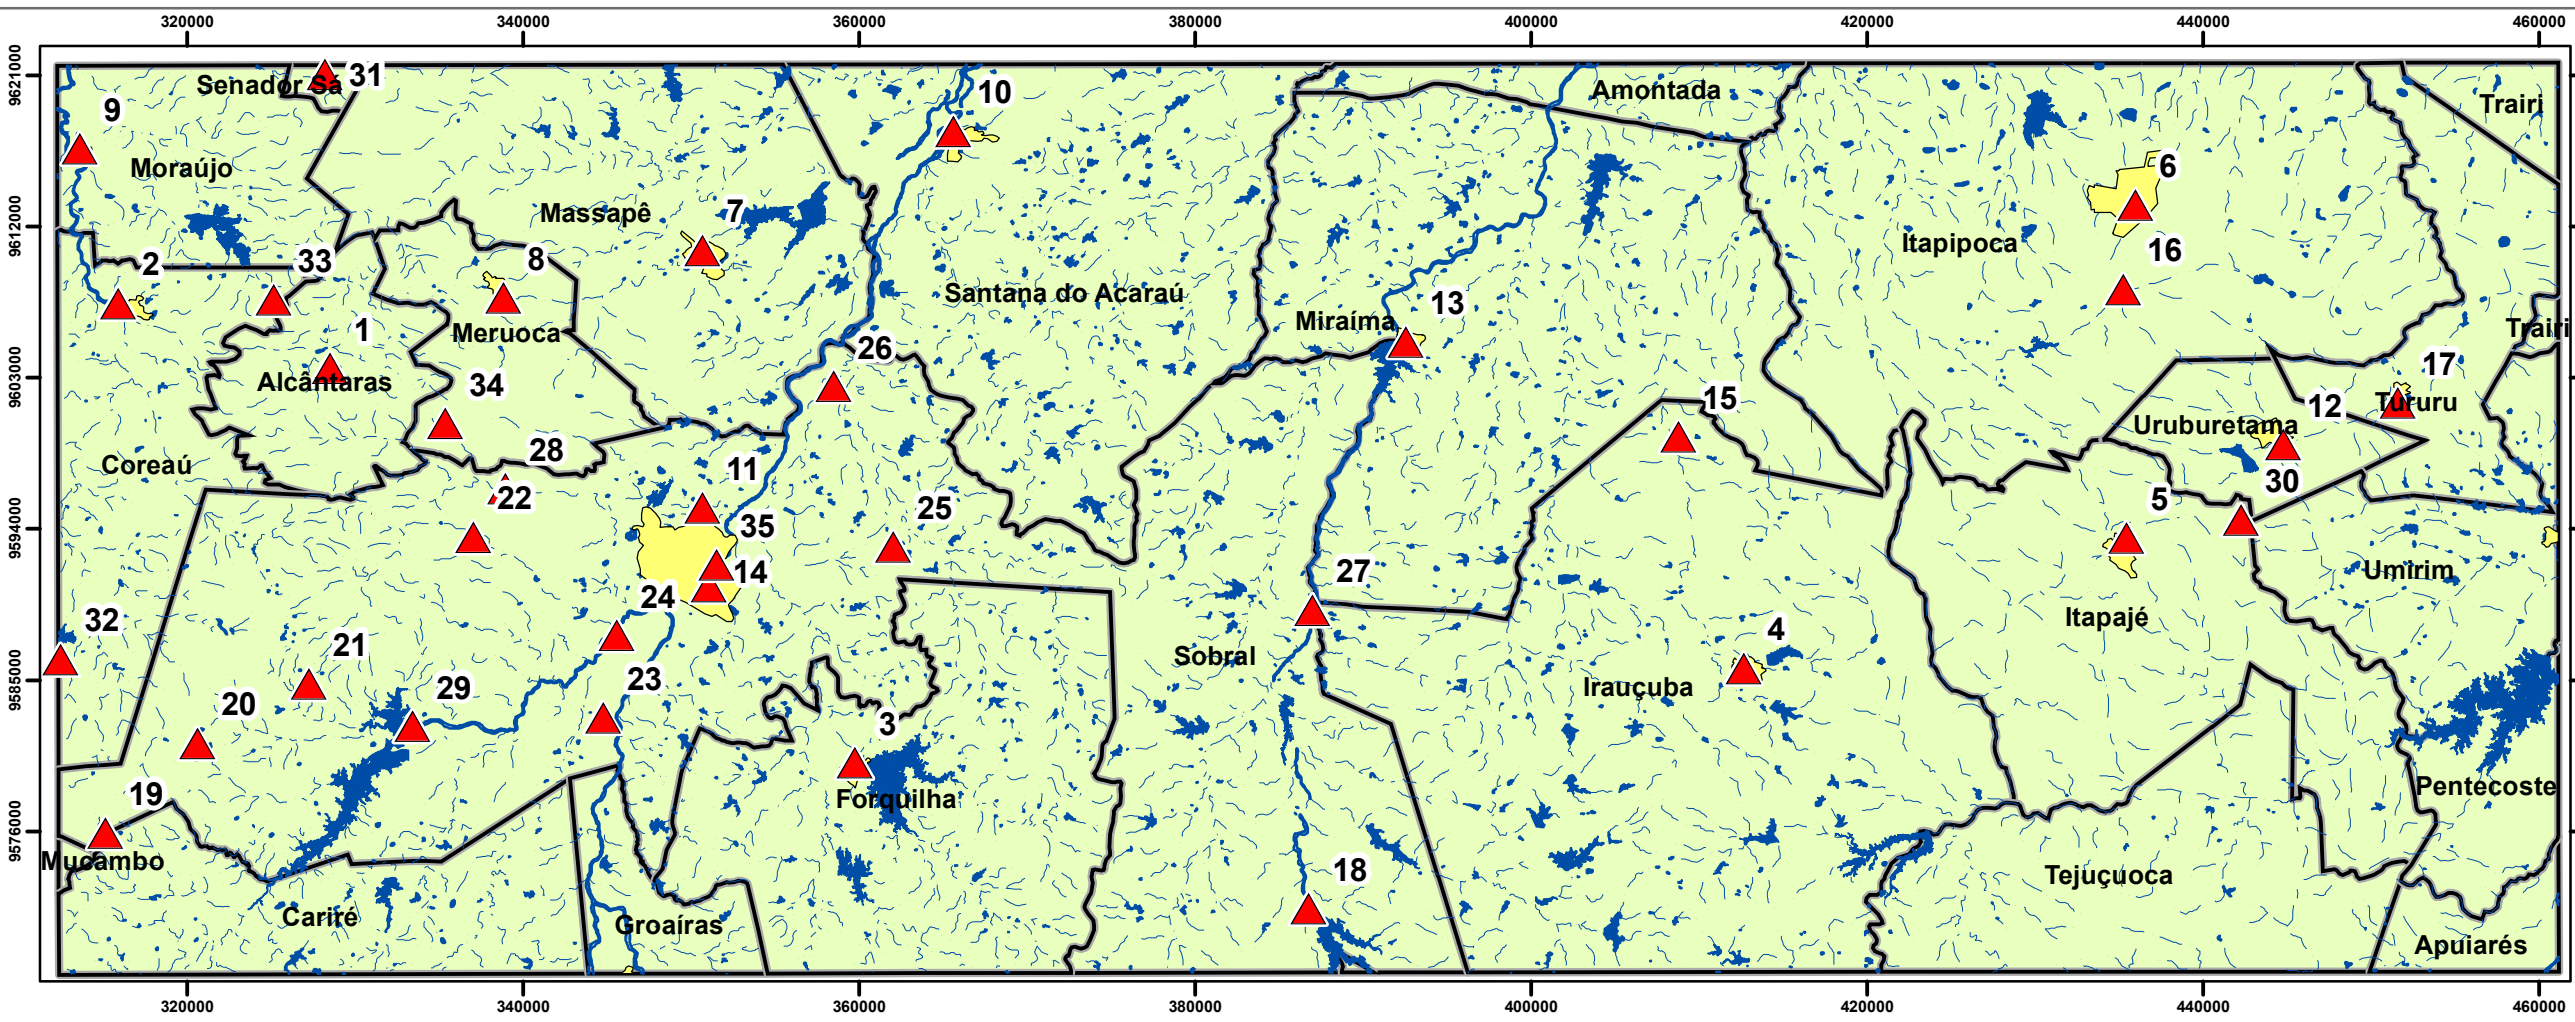 320000 340000 360000 380000 400000 420000 440000 460000
9621000
9612000
9603000
9594000
9585000
9576000
Senador Sá
31
10
Amontada
Trairi
9
Moraújo
6
Massapê
7
Itapipoca
16
2
33
8
Santana do Acaraú
13
Miraíma
Trairi
1
Meruoca
26
17
Alcântaras
34
15
Tururu
12
Uruburetama
28
Coreaú
11
30
22
25
5
35
14
27
Umirim
24
32
Itapajé
4
21
Sobral
23
29
Irauçuba
20
3
Pentecoste
19
Forquilha
Mucambo
18
Tejuçuoca
Cariré
Groaíras
Apuiarés
320000 340000 360000 380000 400000 420000 440000 460000